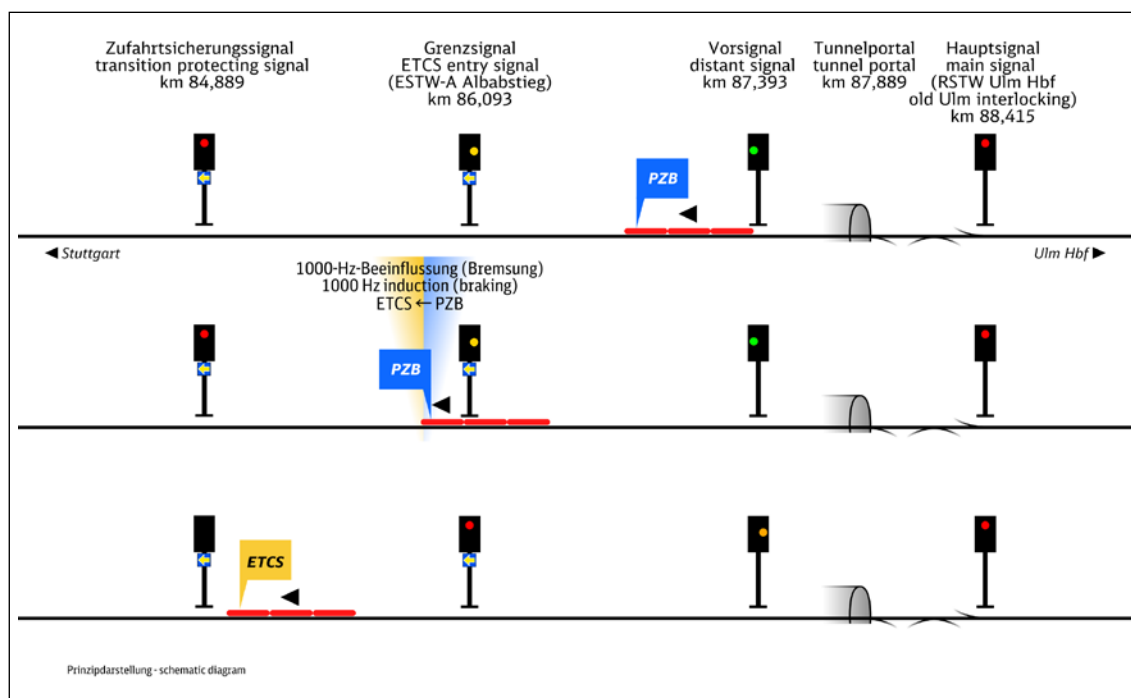 Zufahrtsicherungssignal
transition protecting signal
km 84,889
Grenzsignal
ETCS entry signal
(ESTW-A Albabstieg)
km 86,093
Vorsignal
distant signal
km 87,393
Tunnelportal
tunnel portal
km 87,889
Hauptsignal
main signal
(RSTW Ulm Hbf
old Ulm interlocking)
km 88,415
PZB
Stuttgart
Ulm Hbf
1000-Hz-Beeinflussung (Bremsung)
1000 Hz induction (braking)
ETCS ← PZB
PZB
ETCS
Prinzipdarstellung - schematic diagram